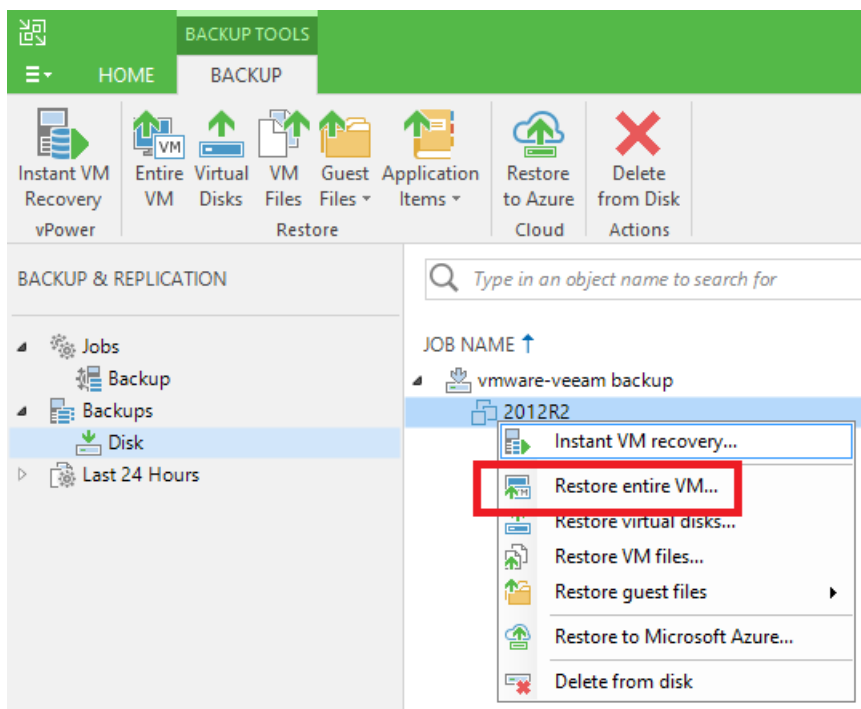 BACKUP TOOLS
HOME BACKUP
Instant VM Recovery
Entire VM
Virtual Disks
VM Files
Guest Files
Application Items
Restore to Azure
Delete from Disk
vPower Restore Cloud Actions
BACKUP & REPLICATION
Type in an object name to search for
Jobs
Backup
Backups
Disk
Last 24 Hours
JOB NAME
vmware-veeam backup
2012R2
Instant VM recovery...
Restore entire VM...
Restore virtual disks...
Restore VM files...
Restore guest files
Restore to Microsoft Azure...
Delete from disk